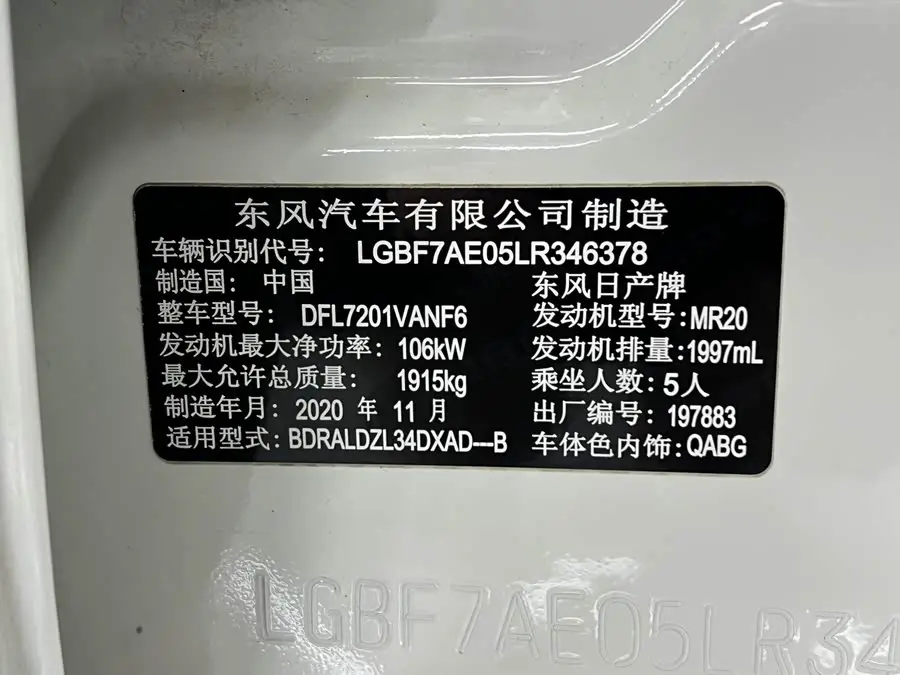 东风汽车有限公司制造
车辆识别代号: LGBF7AE05LR346378
制造国: 中国 东风日产牌
整车型号: DFL7201VANF6 发动机型号:MR20
发动机最大净功率: 106kW 发动机排量:1997mL
最大允许总质量: 1915kg 乘坐人数: 5人
制造年月: 2020 年 11 月 出厂编号: 197883
适用型式: BDRALDZL34DXAD---B 车体色内饰:QABG
LGBF7AE05LR34